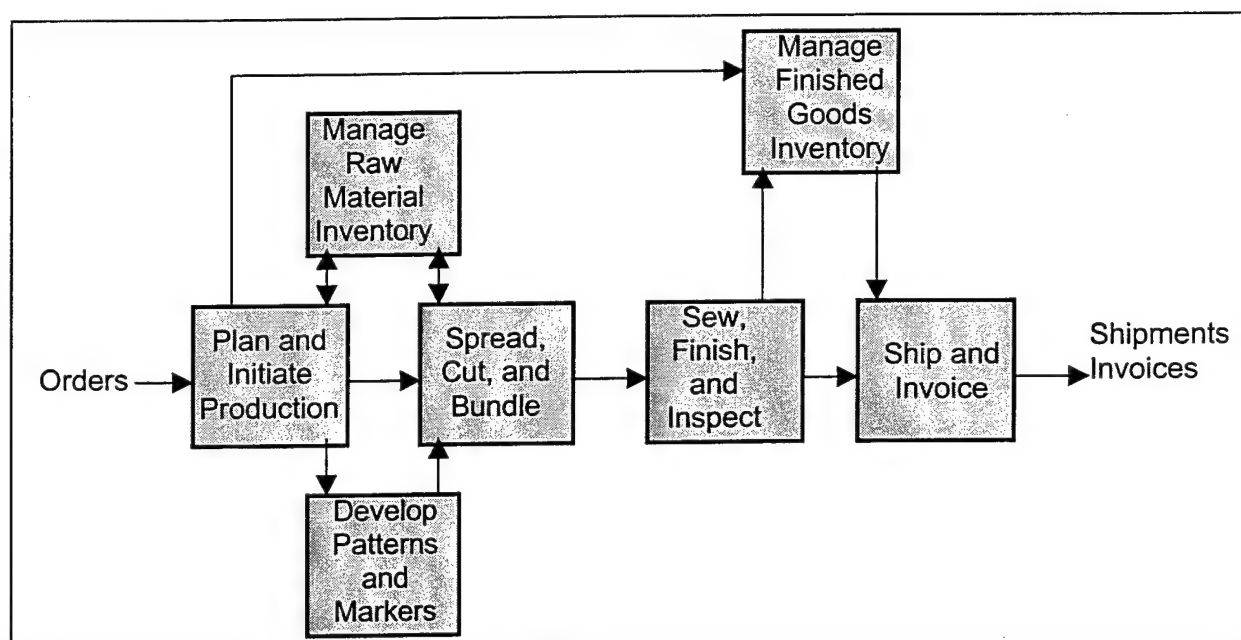 Manage
Finished
Goods
Inventory
Manage
Raw
Material
Inventory
Orders
Plan and
Initiate
Production
Spread,
Cut, and
Bundle
Sew,
Finish,
and
Inspect
Ship and
Invoice
Shipments
Invoices
Develop
Patterns
and
Markers